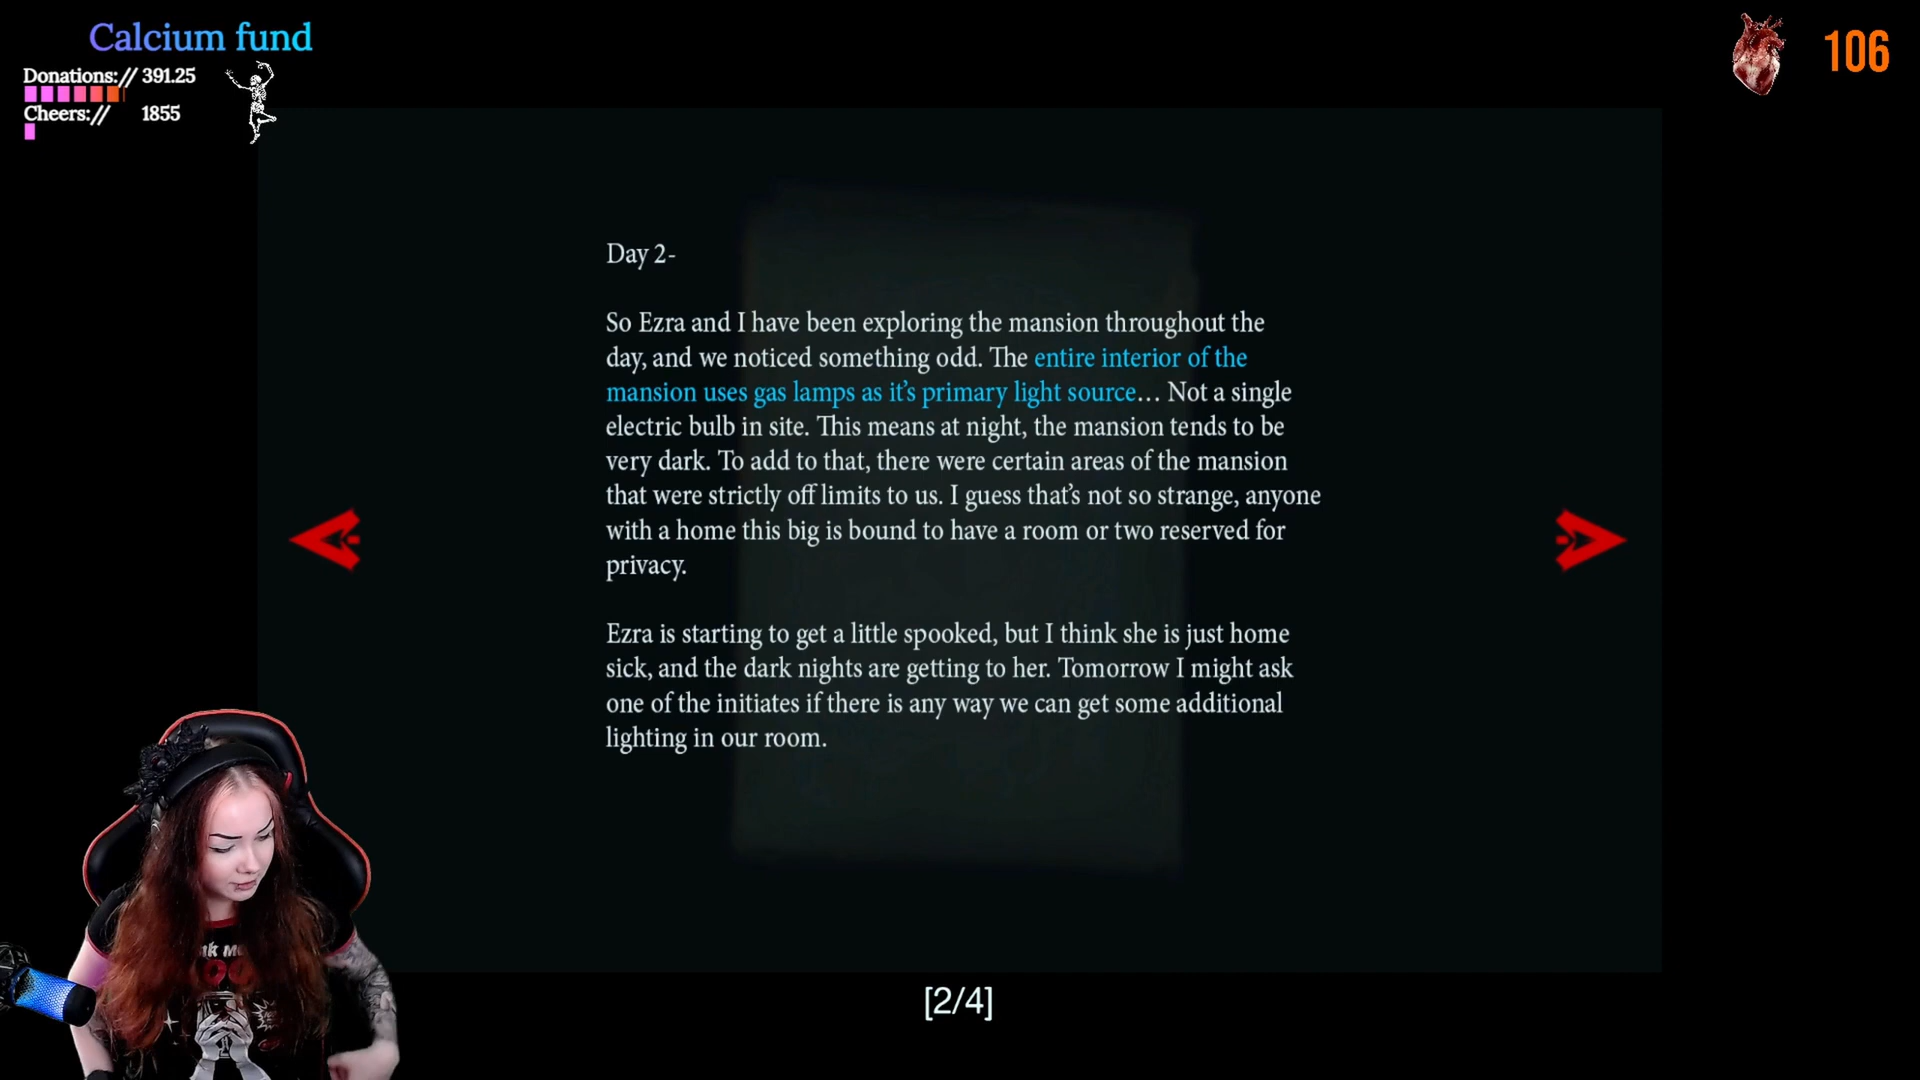 Calcium fund
Donations:// 391.25
Cheers:// 1855
106
Day 2-
So Ezra and I have been exploring the mansion throughout the
day, and we noticed something odd. The entire interior of the
mansion uses gas lamps as it's primary light source... Not a single
electric bulb in site. This means at night, the mansion tends to be
very dark. To add to that, there were certain areas of the mansion
that were strictly off limits to us. I guess that's not so strange, anyone
with a home this big is bound to have a room or two reserved for
privacy.
Ezra is starting to get a little spooked, but I think she is just home
sick, and the dark nights are getting to her. Tomorrow I might ask
one of the initiates if there is any way we can get some additional
lighting in our room.
[2/4]